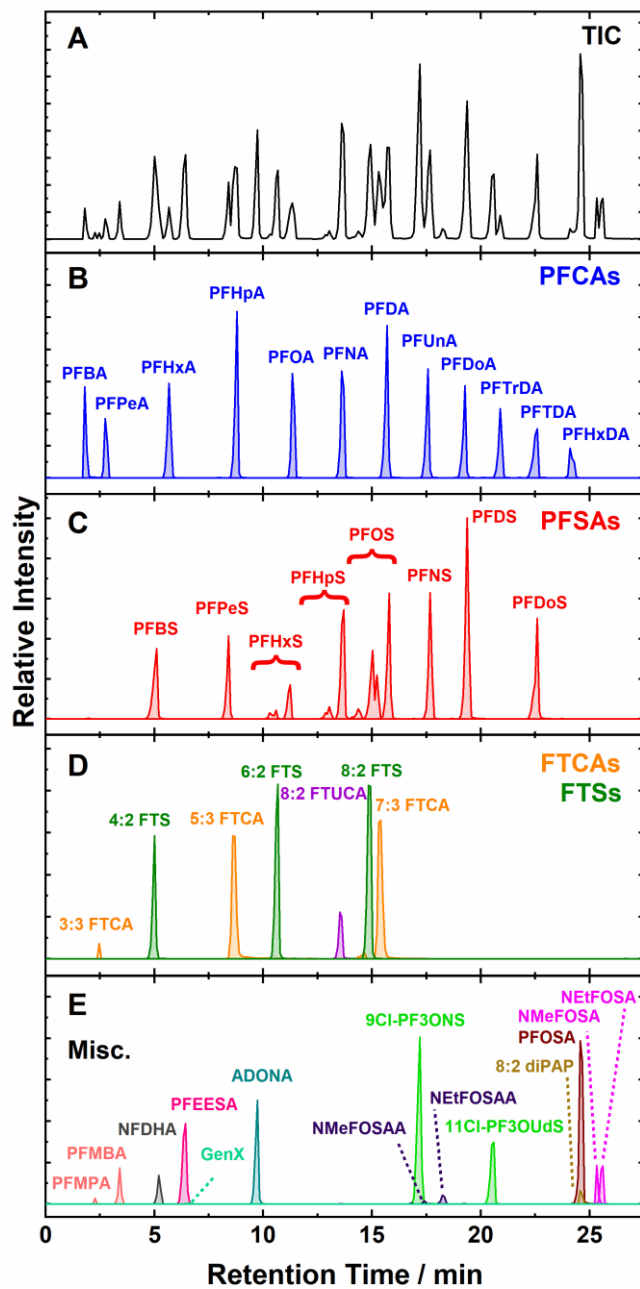 A
TIC
B
PFCAs
PFHpA
PFDA
PFHxA
PFOA
PFNA
PFUnA
PFBA
PFDoA
PFPeA
PFTrDA
PFTDA
PFHxDA
C
PFSAs
PFDS
PFOS
PFHpS
PFNS
PFPeS
PFDoS
PFBS
PFHxS
D
FTCAs
FTSs
6:2 FTS
8:2 FTS
8:2 FTUCA
4:2 FTS
5:3 FTCA
7:3 FTCA
3:3 FTCA
E
Misc.
NEtFOSA
NMeFOSA
9Cl-PF3ONS
PFOSA
8:2 diPAP
ADONA
PFEESA
NEtFOSAA
NFDHA
NMeFOSAA
11Cl-PF3OUdS
PFMBA
GenX
PFMPA
0
5
10
15
20
25
Retention Time / min
Relative Intensity